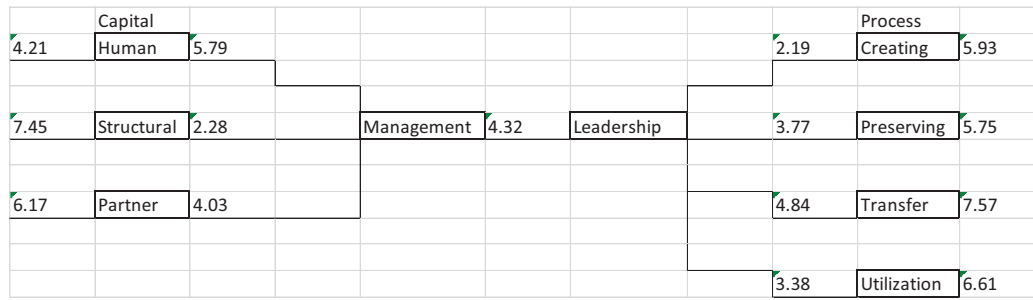 Capital Process
4.21 Human 5.79 2.19 Creating 5.93
7.45 Structural 2.28 Management 4.32 Leadership 3.77 Preserving 5.75
6.17 Partner 4.03 4.84 Transfer 7.57
3.38 Utilization 6.61